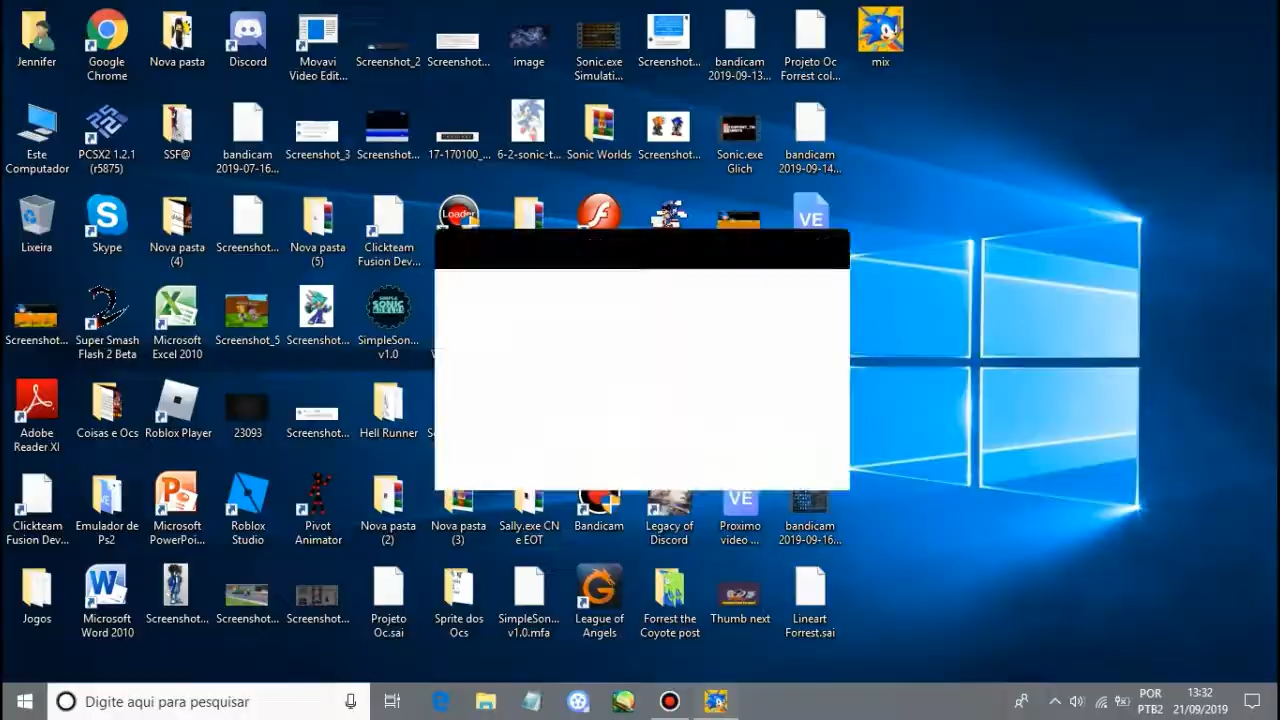 Jennifer
Google
Chrome
Nova pasta
Discord
Movavi
Video Edit...
Screenshot_2
Screenshot...
image
Sonic.exe
Simulati...
Screenshot...
bandicam
2019-09-13...
Projeto Oc
Forrest col...
mix
Este
Computador
PCSX2 1.2.1
(r5875)
SSF@
bandicam
2019-07-16...
Screenshot_3
Screenshot...
17-170100_...
6-2-sonic-t...
Sonic Worlds
Screenshot...
Sonic.exe
Glich
bandicam
2019-09-14...
Lixeira
Skype
Nova pasta
(4)
Screenshot...
Nova pasta
(5)
Clickteam
Fusion Dev...
Loader
VE
Screenshot...
Super Smash
Flash 2 Beta
Microsoft
Excel 2010
Screenshot_5
Screenshot...
SIMPLE
SONIC
WORLDS
SimpleSon...
v1.0
Adobe
Reader XI
Coisas e Ocs
Roblox Player
23093
Screenshot...
Hell Runner
Clickteam
Fusion Dev...
Emulador de
Ps2
Microsoft
PowerPoi...
Roblox
Studio
Pivot
Animator
Nova pasta
(2)
Nova pasta
(3)
Sally.exe CN
e EOT
Bandicam
Legacy of
Discord
VE
Proximo
video ...
bandicam
2019-09-16...
Jogos
Microsoft
Word 2010
Screenshot...
Screenshot...
Screenshot...
Projeto
Oc.sai
Sprite dos
Ocs
SimpleSon...
v1.0.mfa
League of
Angels
Forrest the
Coyote post
Thumb next
Lineart
Forrest.sai
Digite aqui para pesquisar
POR
PTB2
13:32
21/09/2019